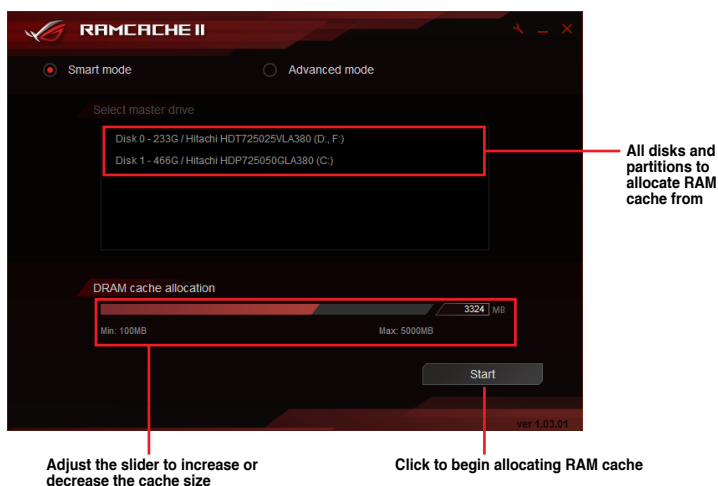 RAMCACHE II
Smart mode
Advanced mode
Select master drive
Disk 0 - 233G / Hitachi HDT725025VLA380 (D:, F:)
Disk 1 - 466G / Hitachi HDP725050GLA380 (C:)
All disks and
partitions to
allocate RAM
cache from
DRAM cache allocation
3324 MB
Min: 100MB
Max: 5000MB
Start
ver 1.03.01
Adjust the slider to increase or
decrease the cache size
Click to begin allocating RAM cache